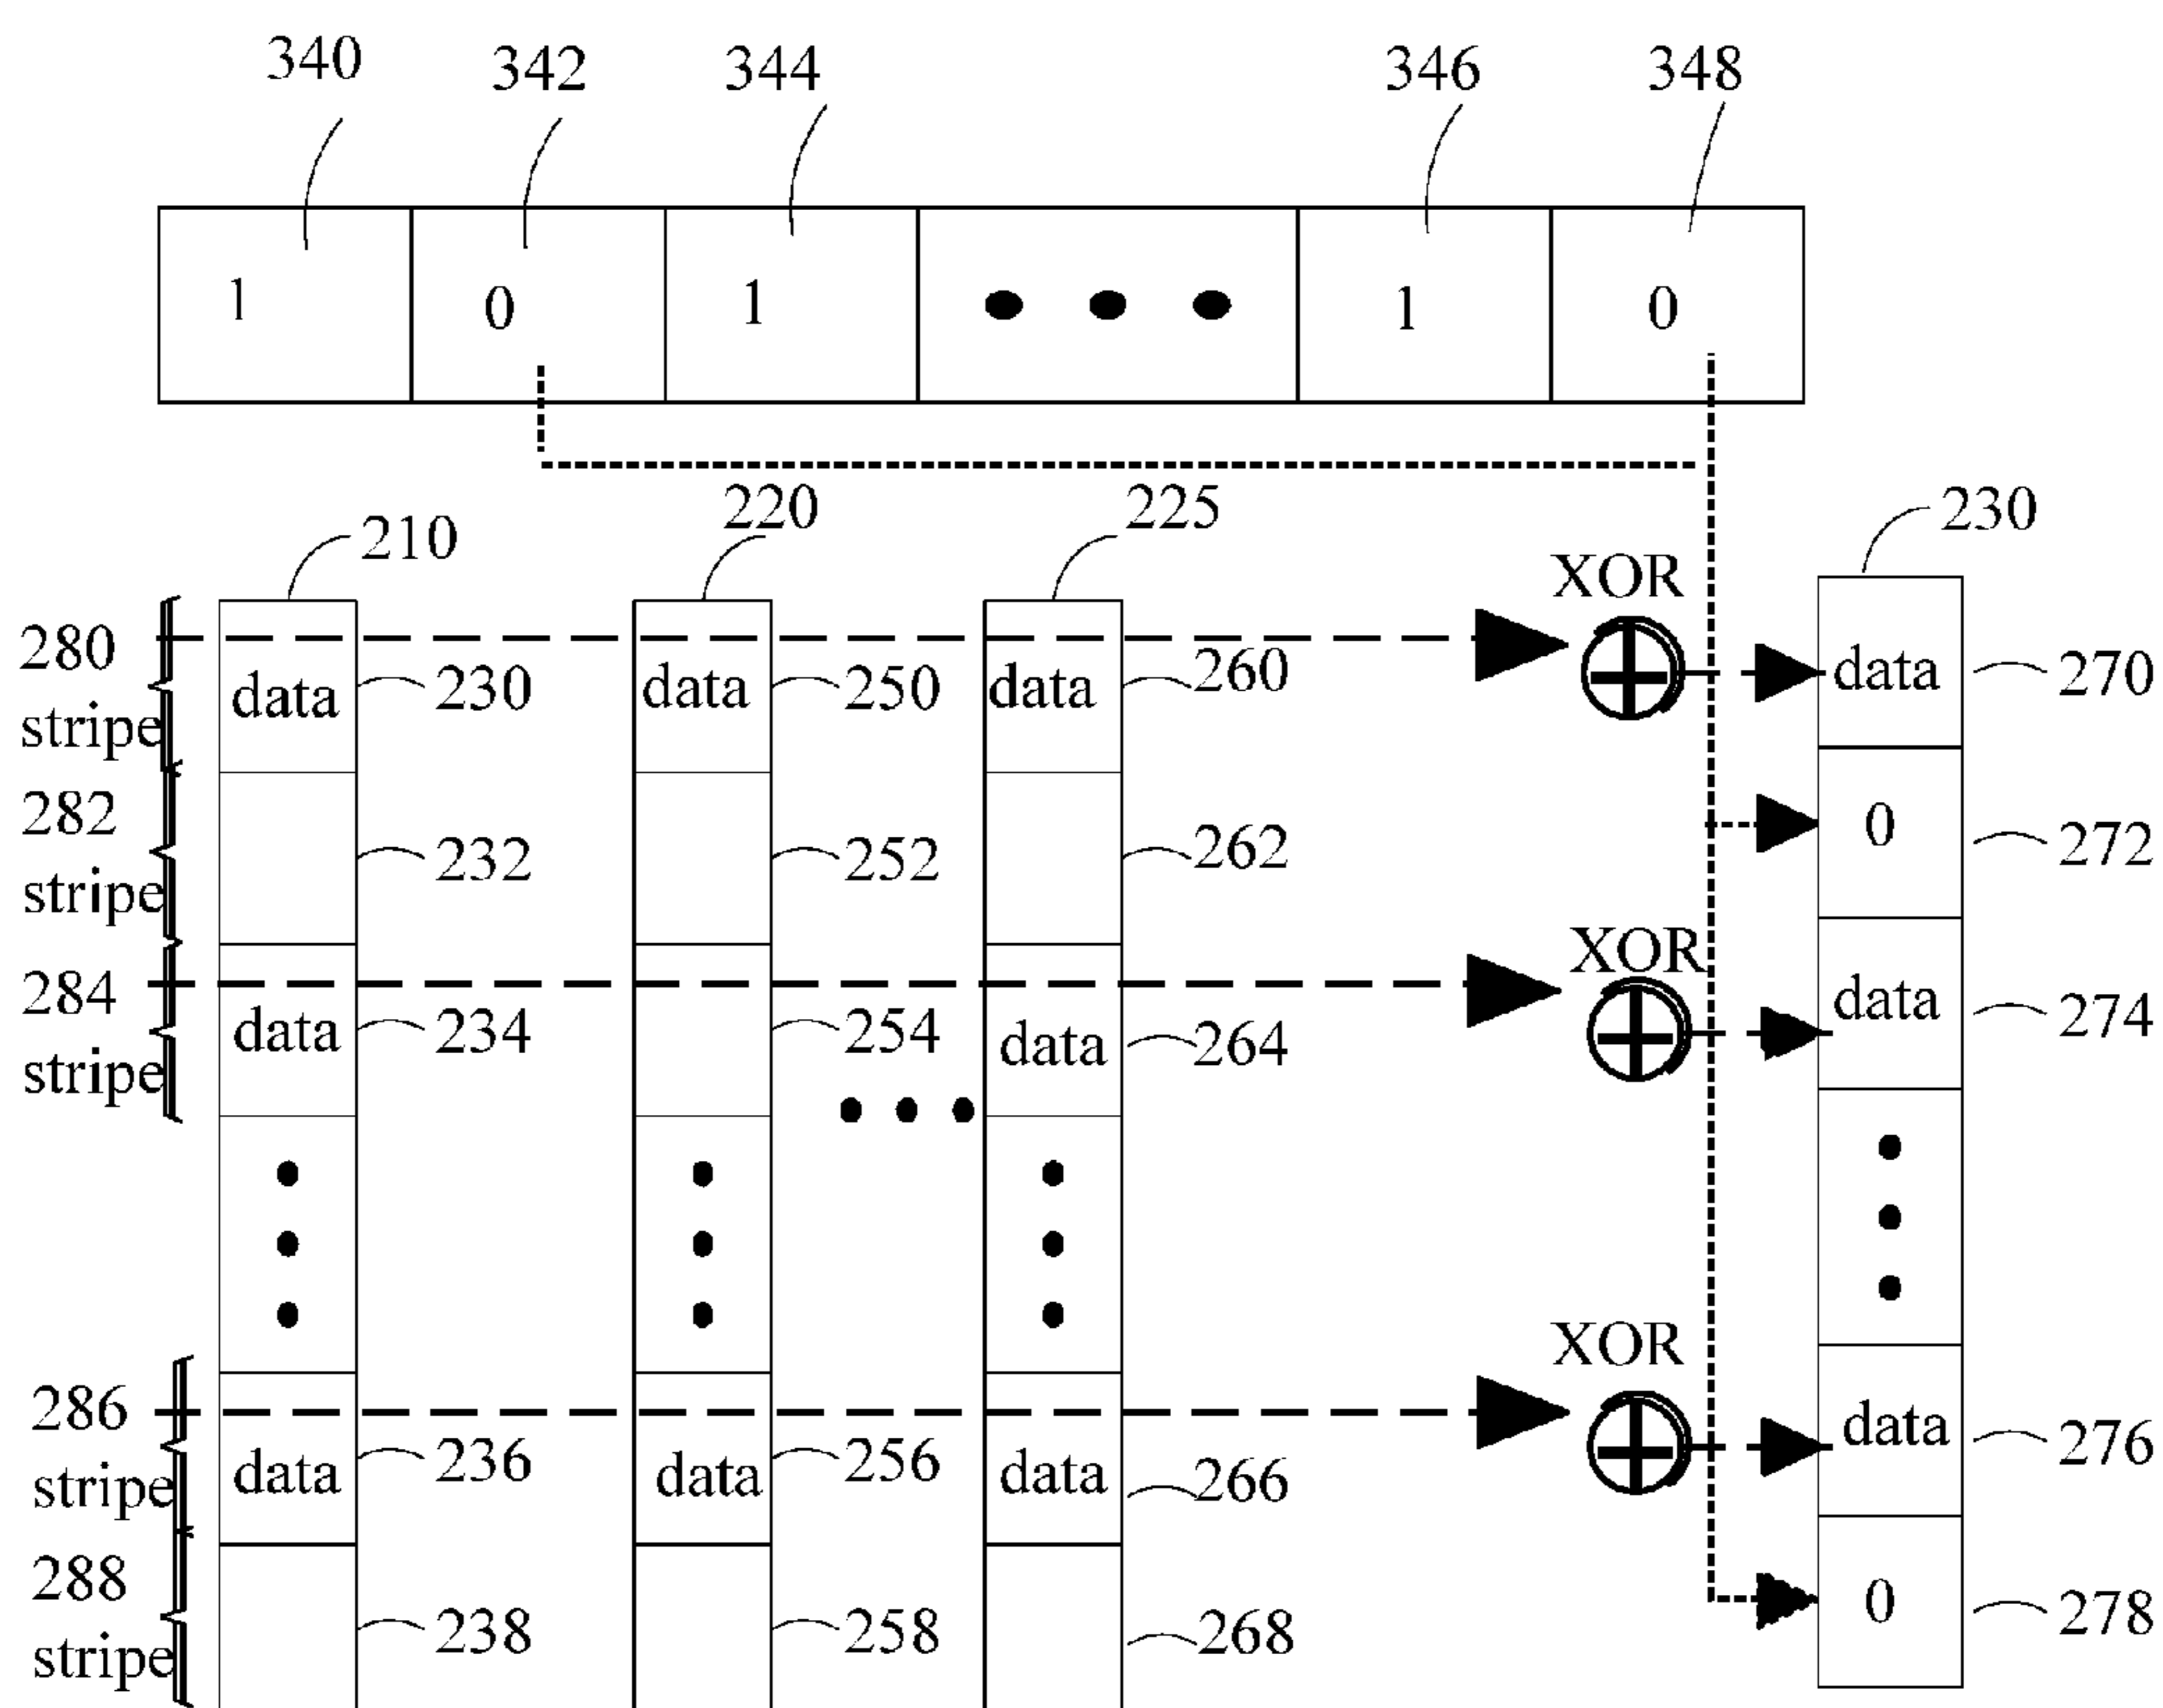 340 342 344 346 348
1 0 1 1 0
210 220 225 230
XOR
280 stripe data 230 data 250 data 260 data 270
282 stripe 232 252 262 0 272
XOR
284 stripe data 234 254 data 264 data 274
XOR
286 stripe data 236 data 256 data 266 data 276
288 stripe 238 258 268 0 278